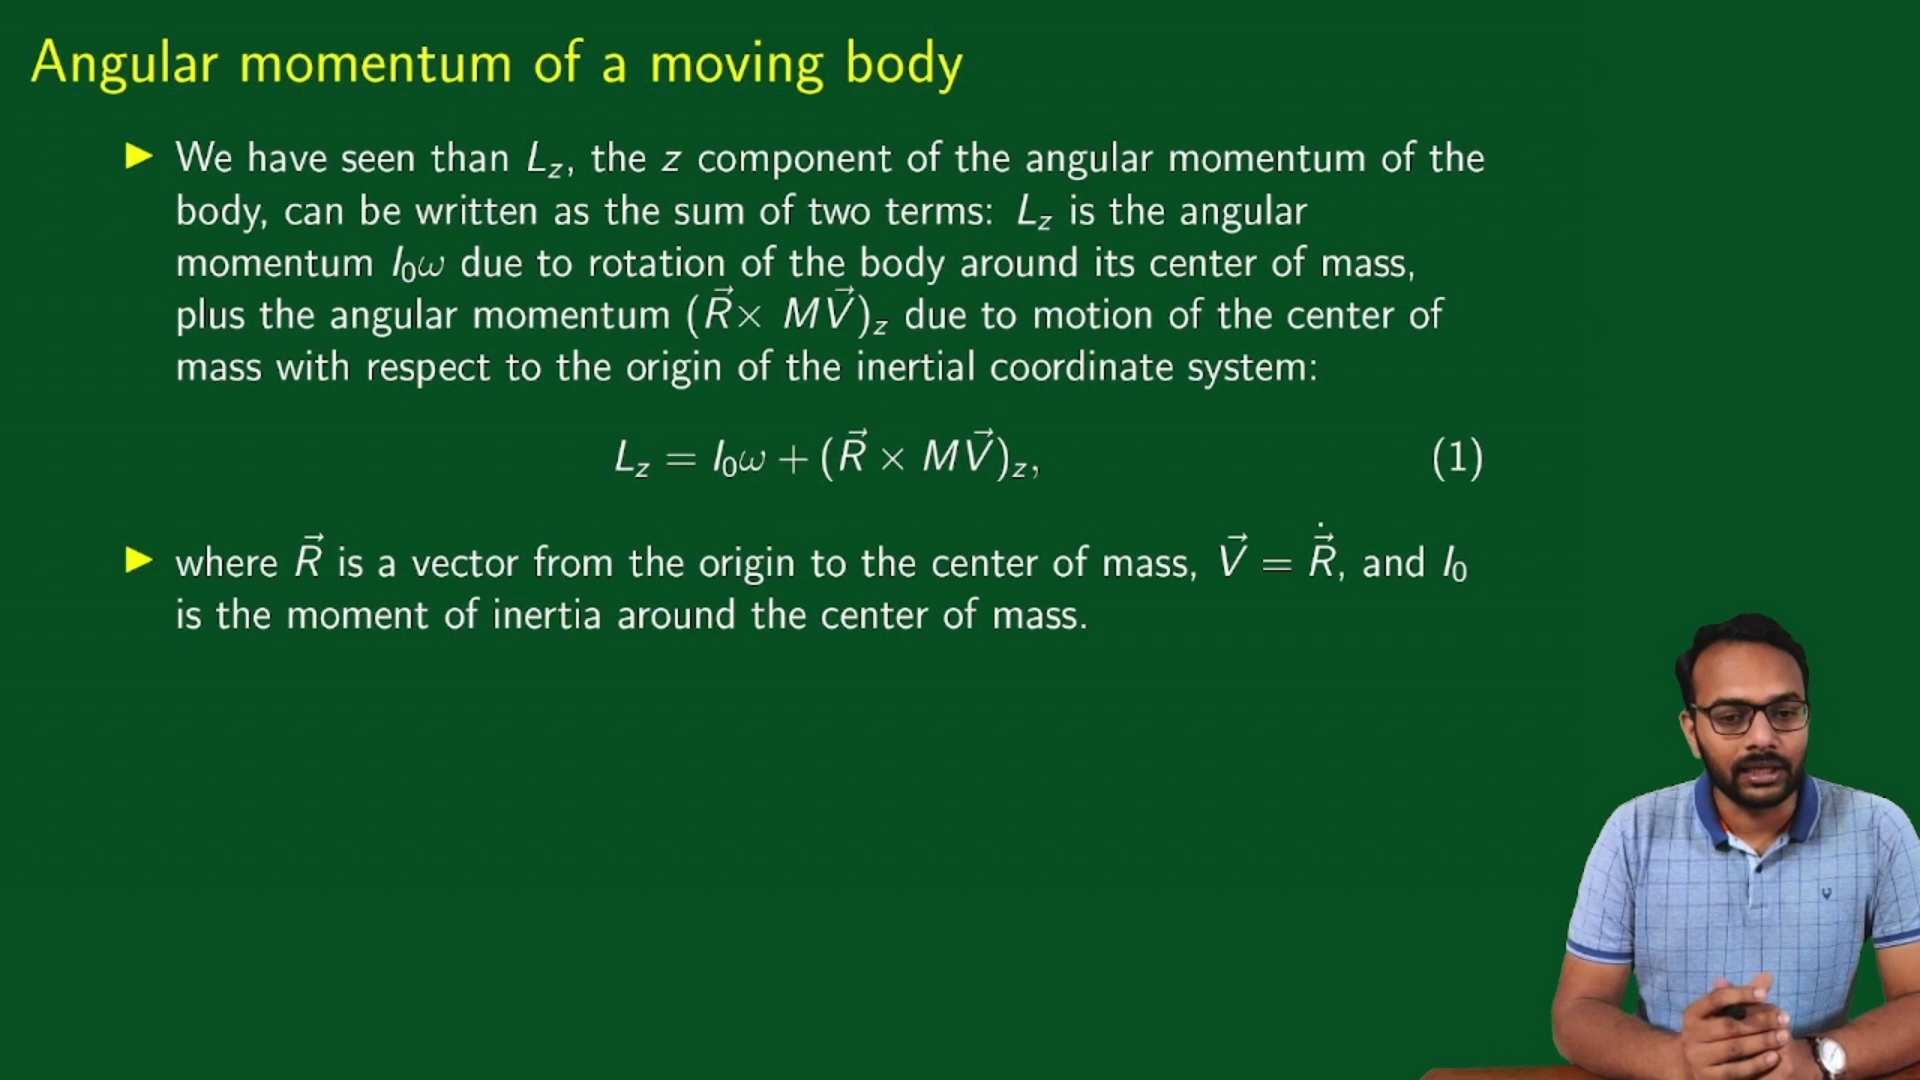 Angular momentum of a moving body
▶ We have seen than L_z, the z component of the angular momentum of the
body, can be written as the sum of two terms: L_z is the angular
momentum I₀ω due to rotation of the body around its center of mass,
plus the angular momentum (R⃗ × MV⃗)_z due to motion of the center of
mass with respect to the origin of the inertial coordinate system:
L_z = I₀ω + (R⃗ × MV⃗)_z, (1)
▶ where R⃗ is a vector from the origin to the center of mass, V⃗ = R⃗̇, and I₀
is the moment of inertia around the center of mass.